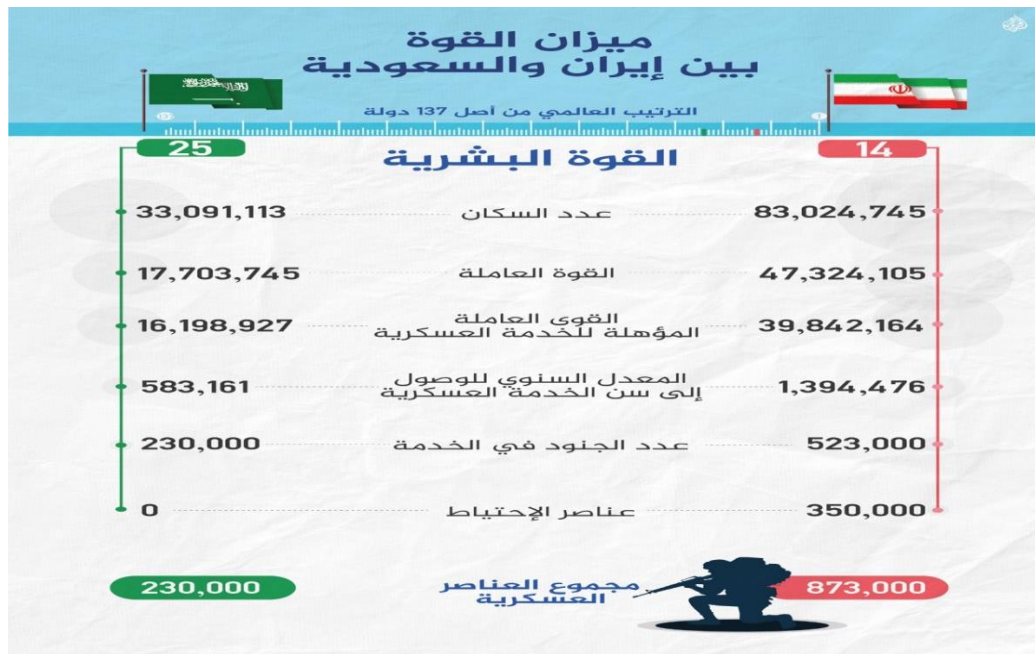 ميزان القوة
بين إيران والسعودية
الترتيب العالمي من أصل 137 دولة
14
25
القوة البشرية
83,024,745
عدد السكان
33,091,113
47,324,105
القوة العاملة
17,703,745
39,842,164
القوى العاملة
المؤهلة للخدمة العسكرية
16,198,927
1,394,476
المعدل السنوي للوصول
إلى سن الخدمة العسكرية
583,161
523,000
عدد الجنود في الخدمة
230,000
350,000
عناصر الإحتياط
0
873,000
مجموع العناصر
العسكرية
230,000